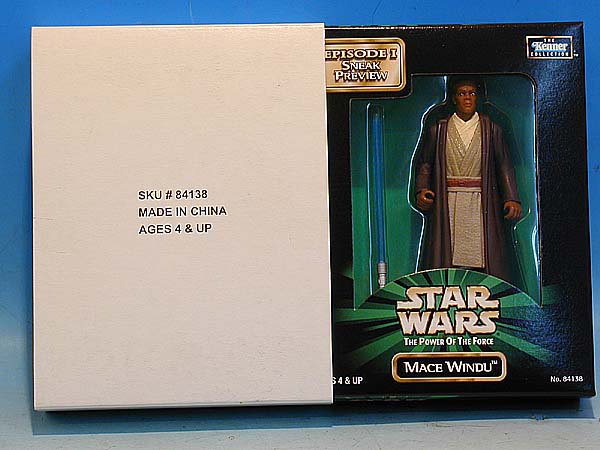 SKU # 84138
MADE IN CHINA
AGES 4 & UP
EPISODE I
SNEAK
PREVIEW
THE
Kenner
COLLECTION
STAR
WARS
THE POWER OF THE FORCE
MACE WINDU™
S 4 & UP
No. 84138